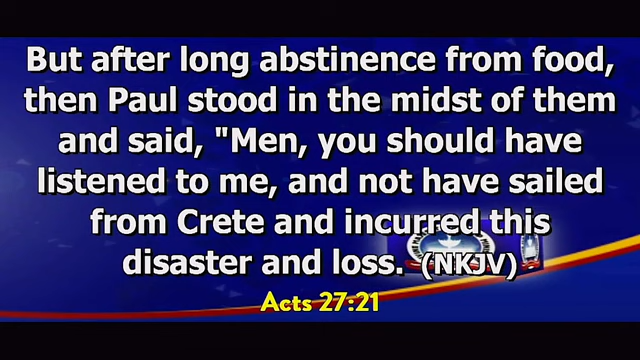 But after long abstinence from food,
then Paul stood in the midst of them
and said, "Men, you should have
listened to me, and not have sailed
from Crete and incurred this
disaster and loss. (NKJV)
Acts 27:21